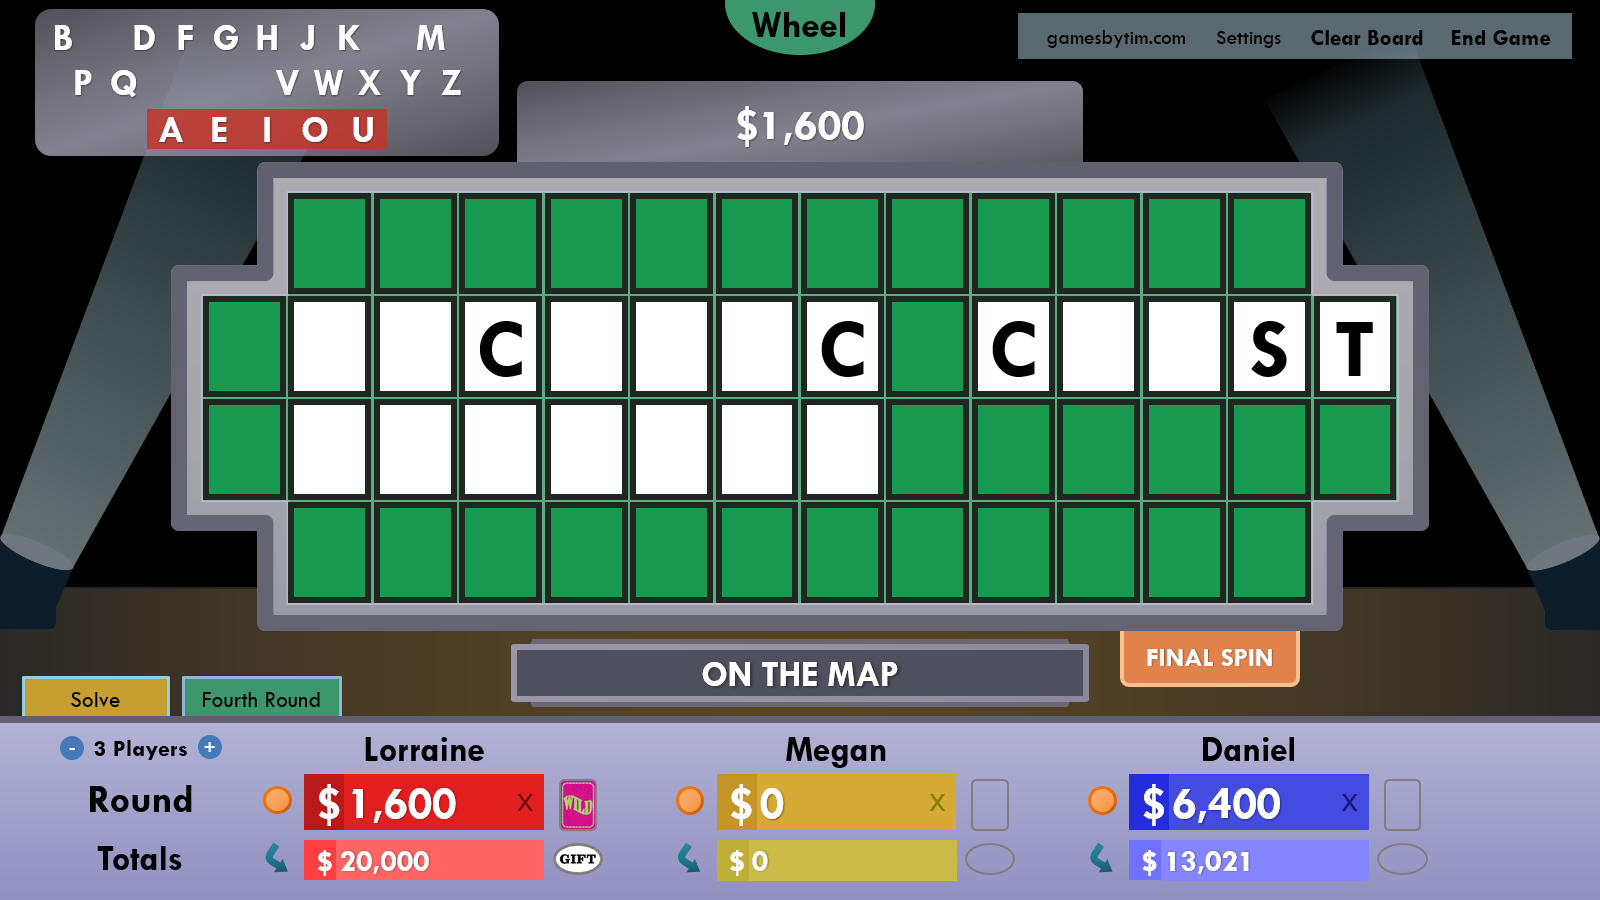 B D F G H J K M
P Q V W X Y Z
A E I O U
Wheel
gamesbytim.com Settings Clear Board End Game
$1,600
C C C S T
ON THE MAP
FINAL SPIN
Solve Fourth Round
- 3 Players +
Lorraine Megan Daniel
Round $ 1,600 X WILD $ 0 X $ 6,400 X
Totals $ 20,000 GIFT $ 0 $ 13,021